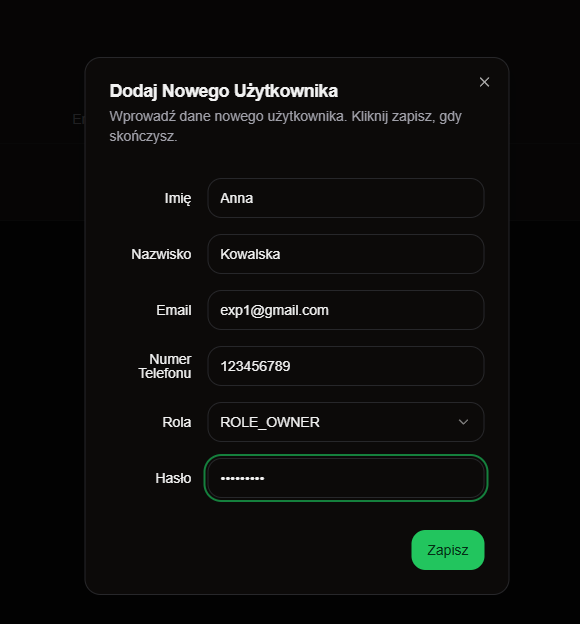 Dodaj Nowego Użytkownika
Wprowadź dane nowego użytkownika. Kliknij zapisz, gdy
skończysz.
Imię
Anna
Nazwisko
Kowalska
Email
exp1@gmail.com
Numer
Telefonu
123456789
Rola
ROLE_OWNER
Hasło
•••••••••
Zapisz